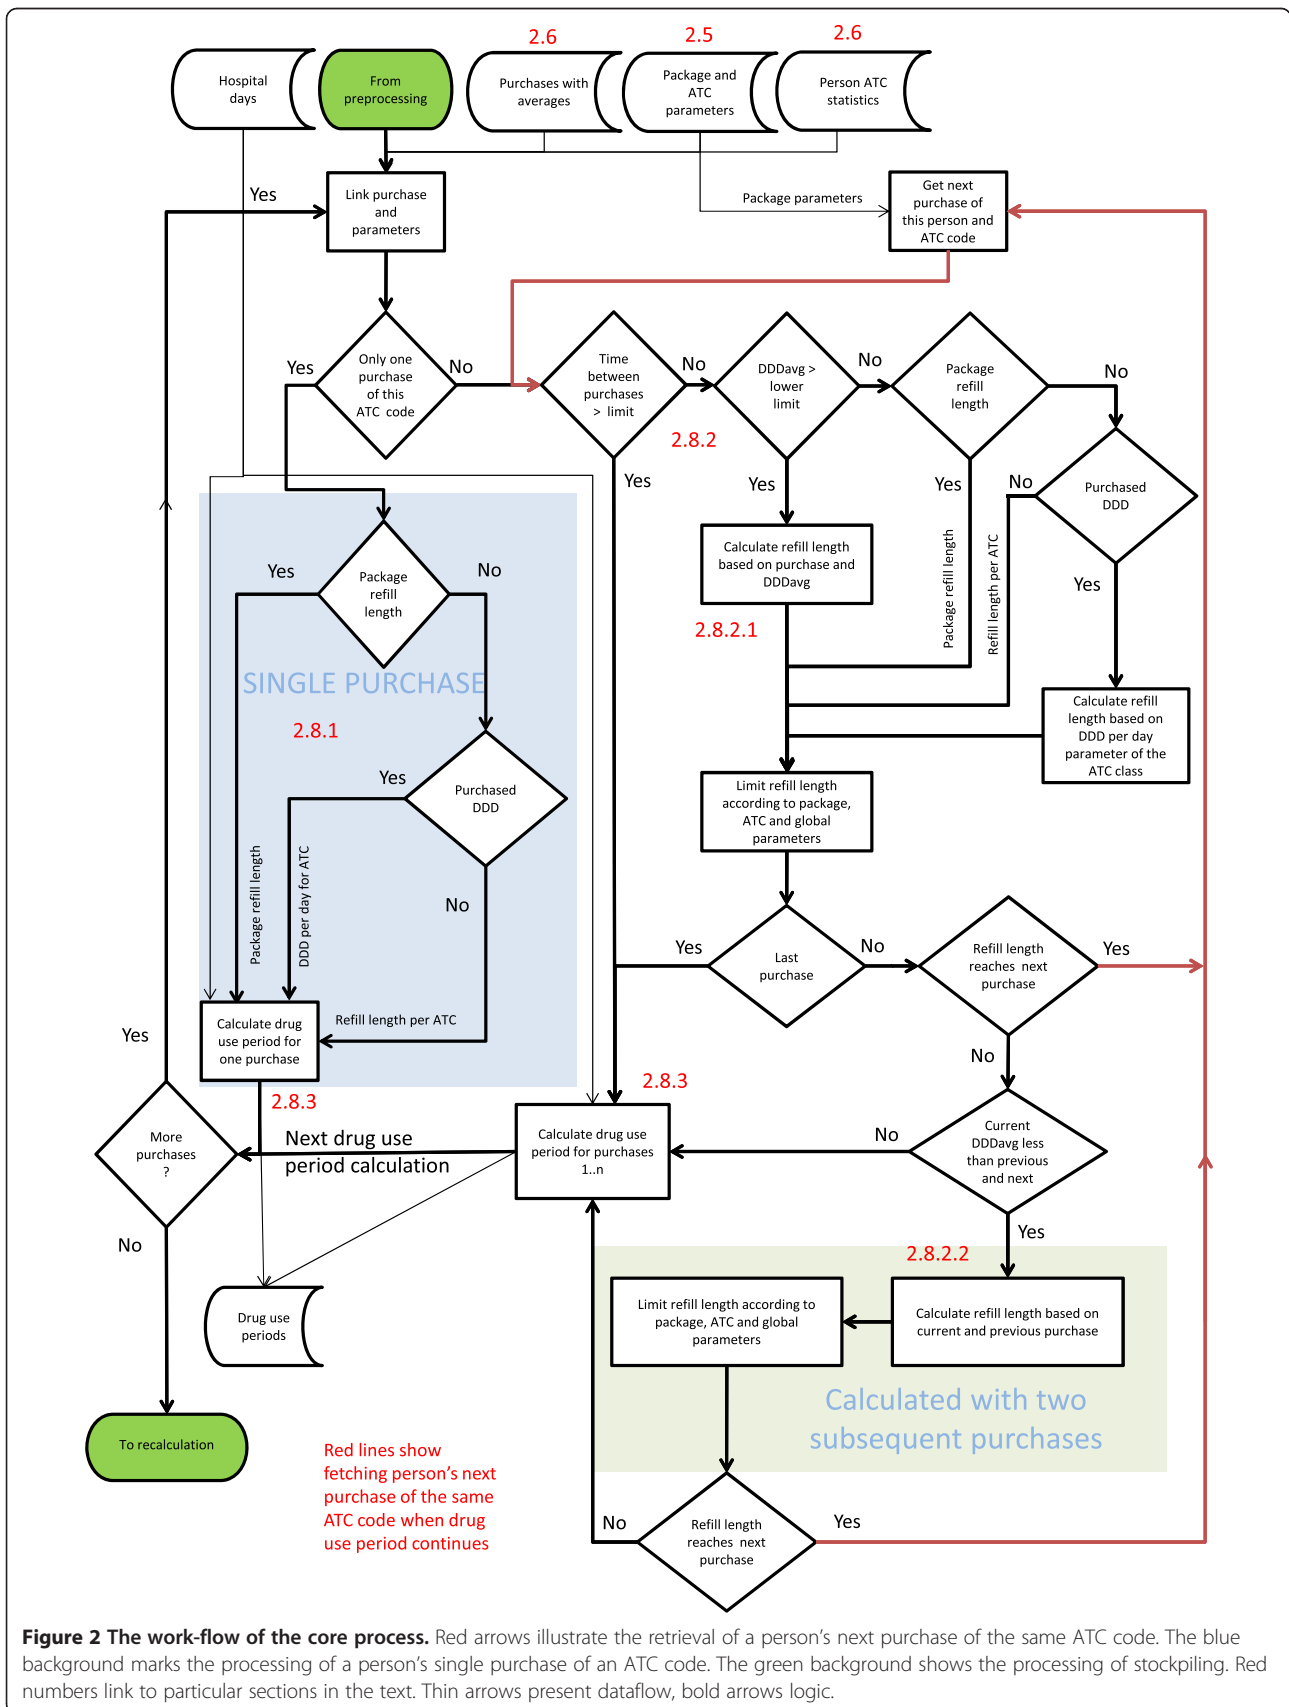 2.6
2.5
2.6
Hospital
days
From
preprocessing
Purchases with
averages
Package and
ATC
parameters
Person ATC
statistics
Yes
Link purchase
and
parameters
Package parameters
Get next
purchase of
this person and
ATC code
Yes
Only one
purchase
of this
ATC code
No
Time
between
purchases
> limit
No
DDDavg >
lower
limit
No
Package
refill
length
No
2.8.2
Yes
Yes
Yes
No
Purchased
DDD
Calculate refill length
based on purchase and
DDDavg
Package refill length
Refill length per ATC
Yes
Yes
Package
refill
length
No
2.8.2.1
SINGLE PURCHASE
2.8.1
Calculate refill
length based on
DDD per day
parameter of the
ATC class
Yes
Purchased
DDD
Limit refill length
according to package,
ATC and global
parameters
Package refill length
DDD per day for ATC
No
Yes
Last
purchase
No
Refill length
reaches next
purchase
Yes
Calculate drug
use period for
one purchase
Refill length per ATC
Yes
No
2.8.3
2.8.3
More
purchases
?
Next drug use
period calculation
Calculate drug use
period for purchases
1..n
No
Current
DDDavg less
than previous
and next
No
Yes
2.8.2.2
Drug use
periods
Limit refill length according to
package, ATC and global
parameters
Calculate refill length based on
current and previous purchase
Calculated with two
subsequent purchases
To recalculation
Red lines show
fetching person's next
purchase of the same
ATC code when drug
use period continues
No
Refill length
reaches next
purchase
Yes
Figure 2 The work-flow of the core process. Red arrows illustrate the retrieval of a person's next purchase of the same ATC code. The blue
background marks the processing of a person's single purchase of an ATC code. The green background shows the processing of stockpiling. Red
numbers link to particular sections in the text. Thin arrows present dataflow, bold arrows logic.